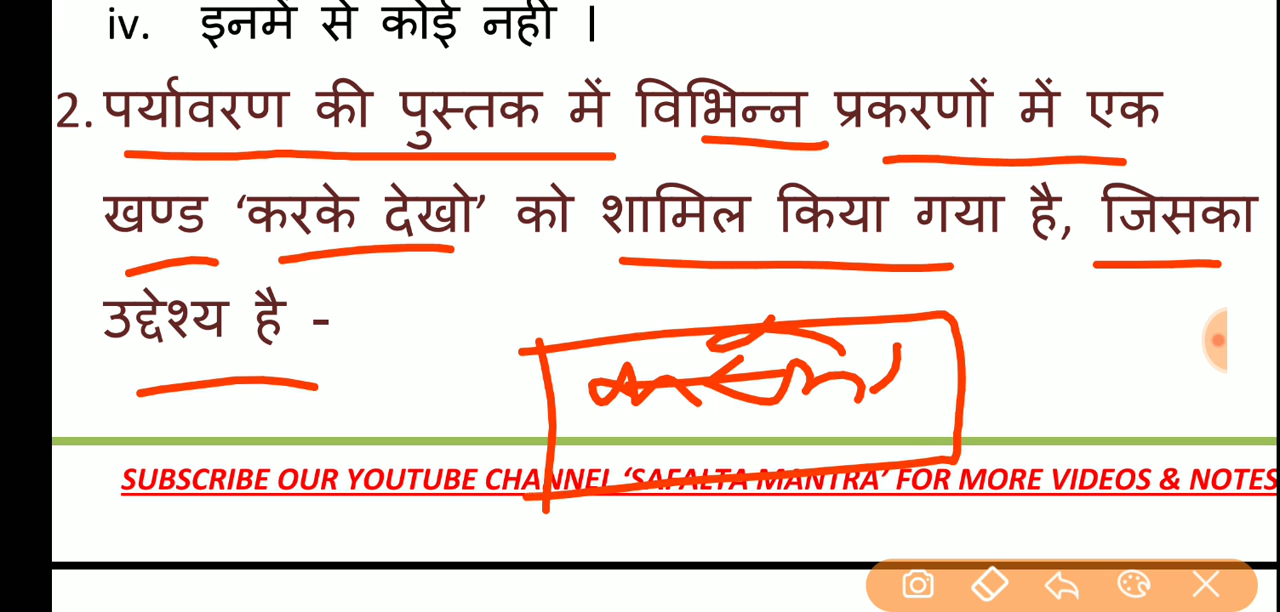 iv. इनमें से कोई नहीं ।
2. पर्यावरण की पुस्तक में विभिन्न प्रकरणों में एक
खण्ड ‘करके देखो’ को शामिल किया गया है, जिसका
उद्देश्य है -
SUBSCRIBE OUR YOUTUBE CHANNEL ‘SAFALTA MANTRA’ FOR MORE VIDEOS & NOTES